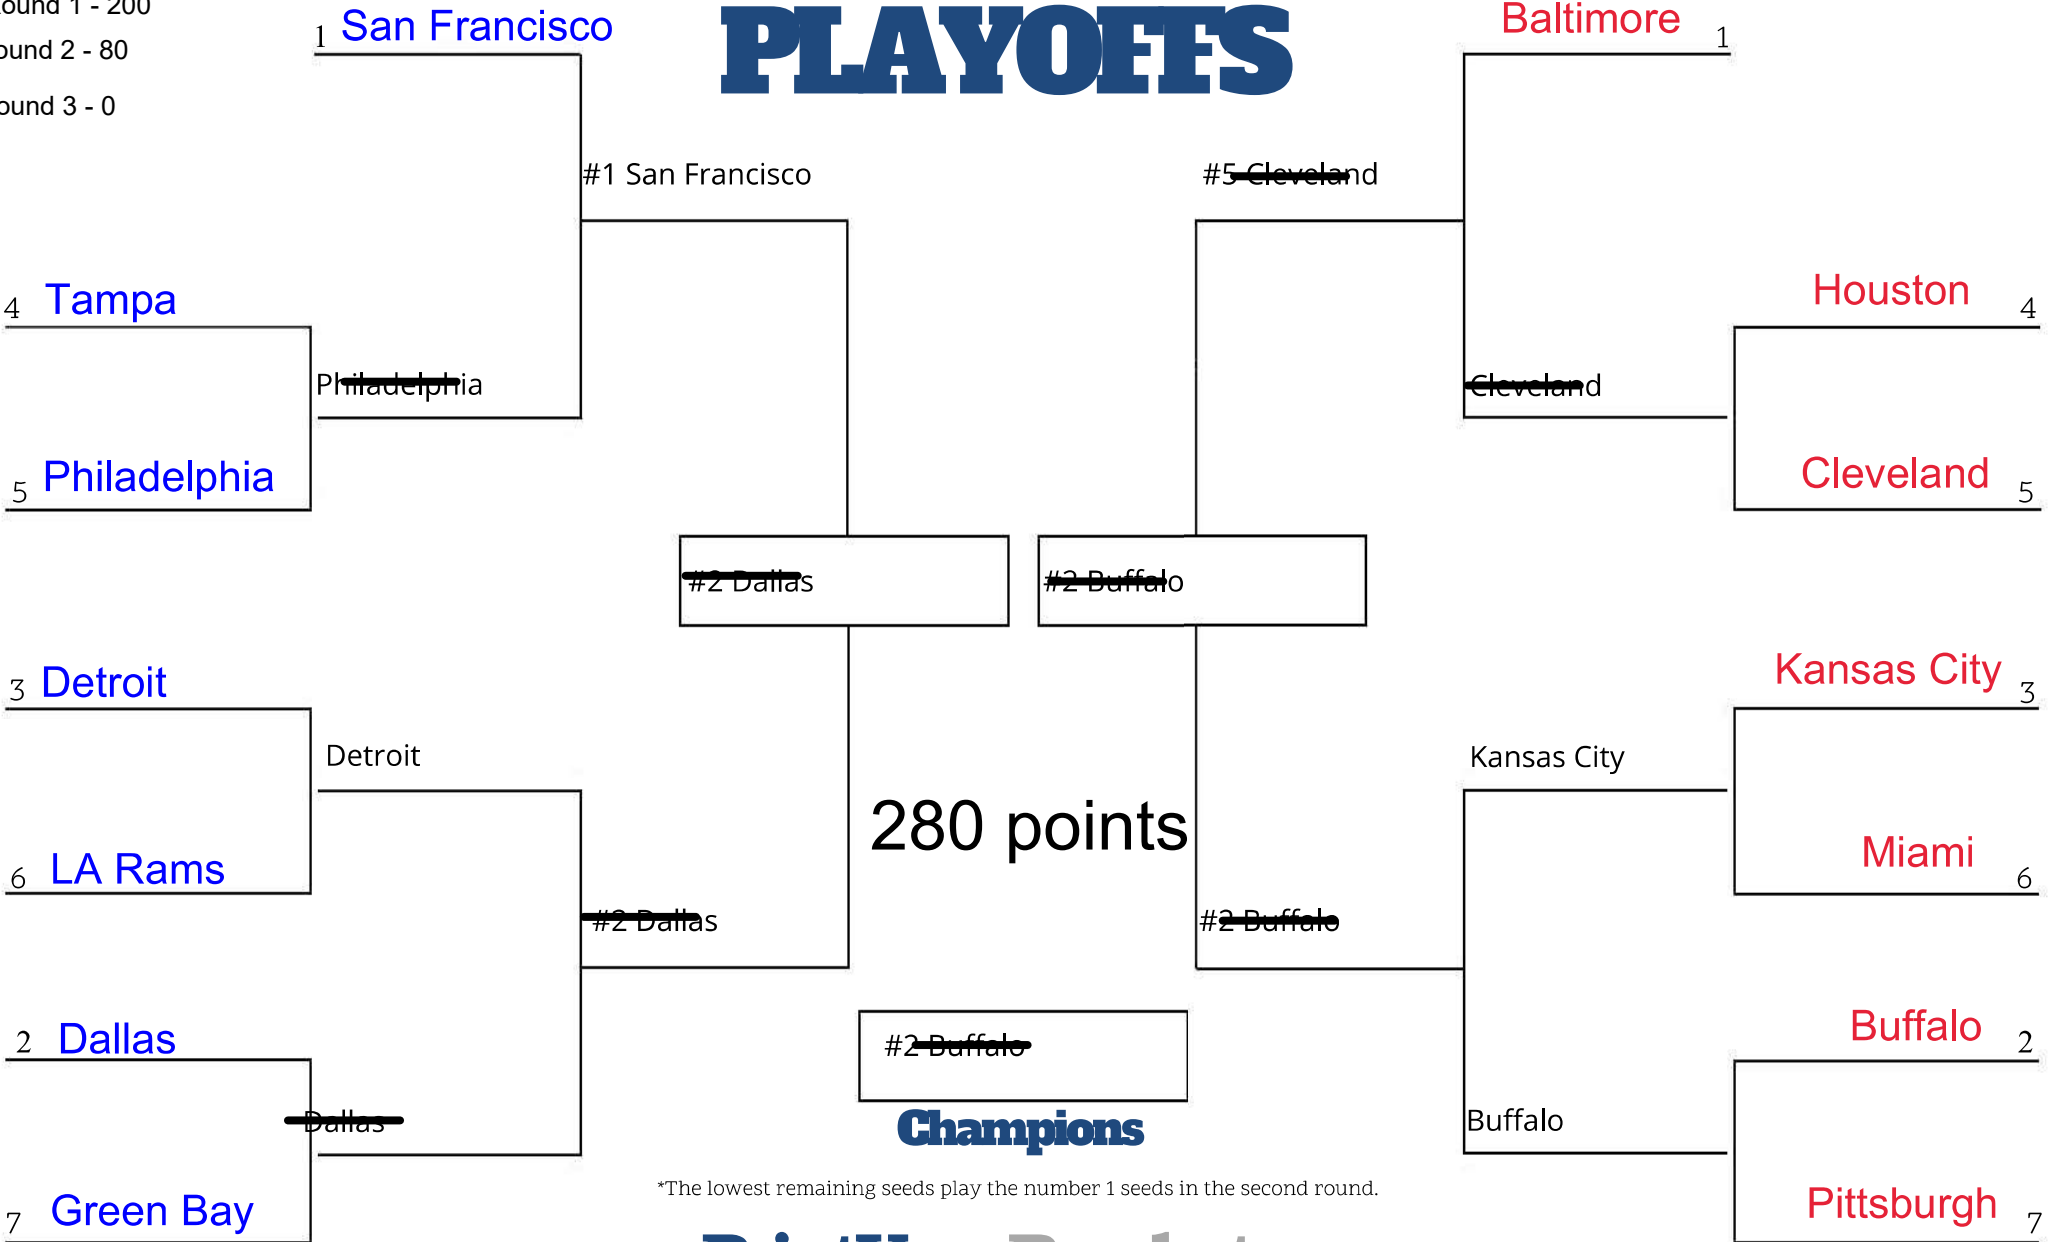 ound 1 - 200
ound 2 - 80
ound 3 - 0
PLAYOFFS
1 San Francisco
Baltimore 1
#1 San Francisco
#5 Cleveland
4 Tampa
Houston 4
Philadelphia
Cleveland
5 Philadelphia
Cleveland 5
#2 Dallas
#2 Buffalo
3 Detroit
Kansas City 3
Detroit
Kansas City
280 points
6 LA Rams
Miami 6
#2 Dallas
#2 Buffalo
2 Dallas
Buffalo 2
#2 Buffalo
Dallas
Buffalo
Champions
*The lowest remaining seeds play the number 1 seeds in the second round.
7 Green Bay
Pittsburgh 7